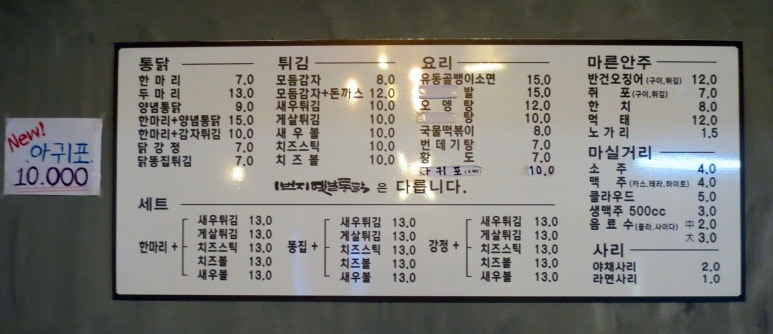 New!
아귀포
10.000
통닭
한 마 리 7.0
두 마 리 13.0
양념통닭 9.0
한마리+양념통닭 15.0
한마리+감자튀김 10.0
닭 강 정 7.0
닭똥집튀김 7.0
튀김
모듬감자 8.0
모듬감자+돈까스 12.0
새우튀김 10.0
게살튀김 10.0
새 우 볼 10.0
치즈스틱 10.0
치 즈 볼 10.0
요리
유동골뱅이소면 15.0
발 15.0
오 뎅 탕 12.0
탕 10.0
국물떡볶이 8.0
번 데 기 탕 7.0
황 도 7.0
아귀포 10.0
은 다릅니다.
세트
한마리 +
새우튀김 13.0
게살튀김 13.0
치즈스틱 13.0
치즈볼 13.0
새우볼 13.0
똥집 +
새우튀김 13.0
게살튀김 13.0
치즈스틱 13.0
치즈볼 13.0
새우볼 13.0
강정 +
새우튀김 13.0
게살튀김 13.0
치즈스틱 13.0
치즈볼 13.0
새우볼 13.0
마른안주
반건오징어 (구이,튀김) 12.0
쥐 포 (구이,튀김) 7.0
한 치 8.0
먹 태 12.0
노 가 리 1.5
마실거리
소 주 4.0
맥 주 (카스,테라,하이트) 4.0
클라우드 5.0
생맥주 500cc 3.0
음 료 수 (콜라,사이다) 中 2.0
大 3.0
사리
야채사리 2.0
라면사리 1.0